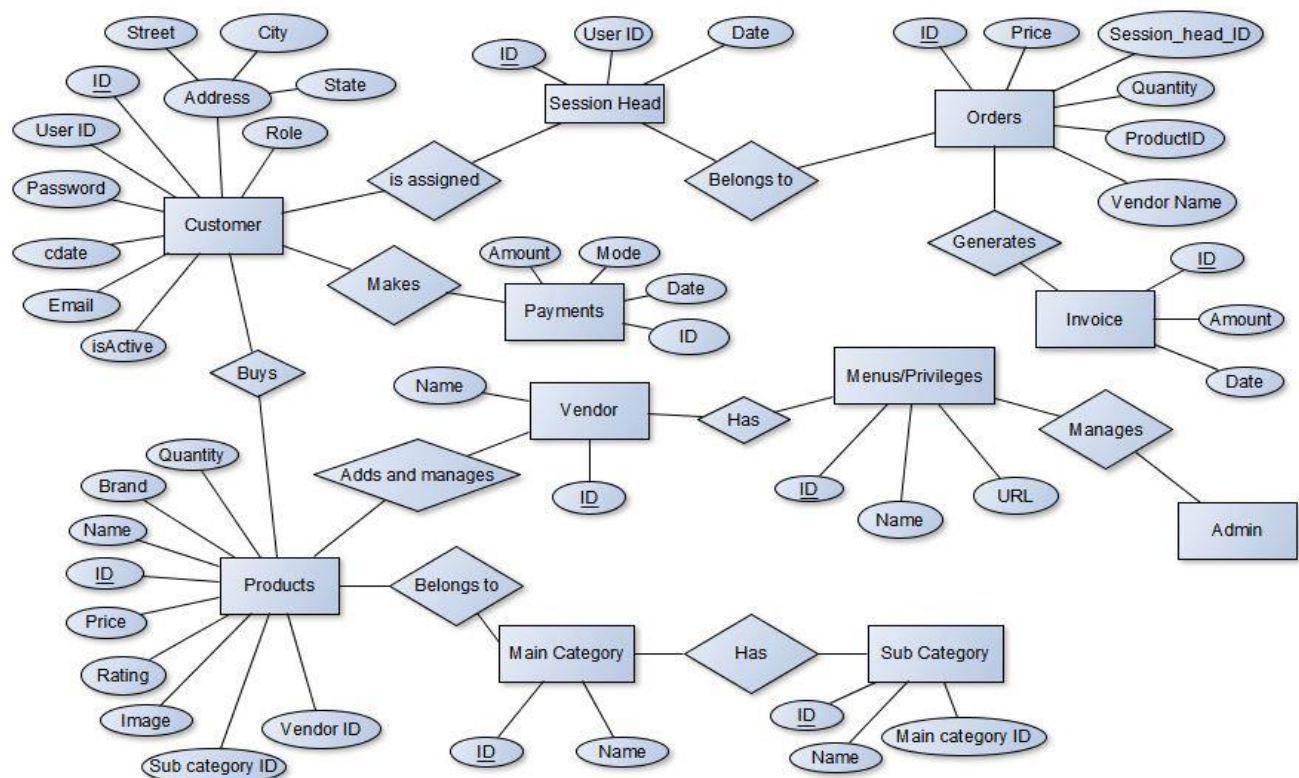 Street
City
ID
Address
State
User ID
Role
Password
Customer
cdate
Email
isActive
is assigned
ID
User ID
Date
Session Head
Belongs to
ID
Price
Session_head_ID
Quantity
Orders
ProductID
Vendor Name
Generates
ID
Invoice
Amount
Date
Makes
Amount
Mode
Date
Payments
ID
Buys
Name
Vendor
ID
Has
Menus/Privileges
ID
Name
URL
Manages
Admin
Adds and manages
Quantity
Brand
Name
ID
Products
Price
Rating
Image
Sub category ID
Vendor ID
Belongs to
Main Category
ID
Name
Has
Sub Category
ID
Name
Main category ID